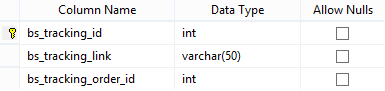 Column Name Data Type Allow Nulls
bs_tracking_id int
bs_tracking_link varchar(50)
bs_tracking_order_id int